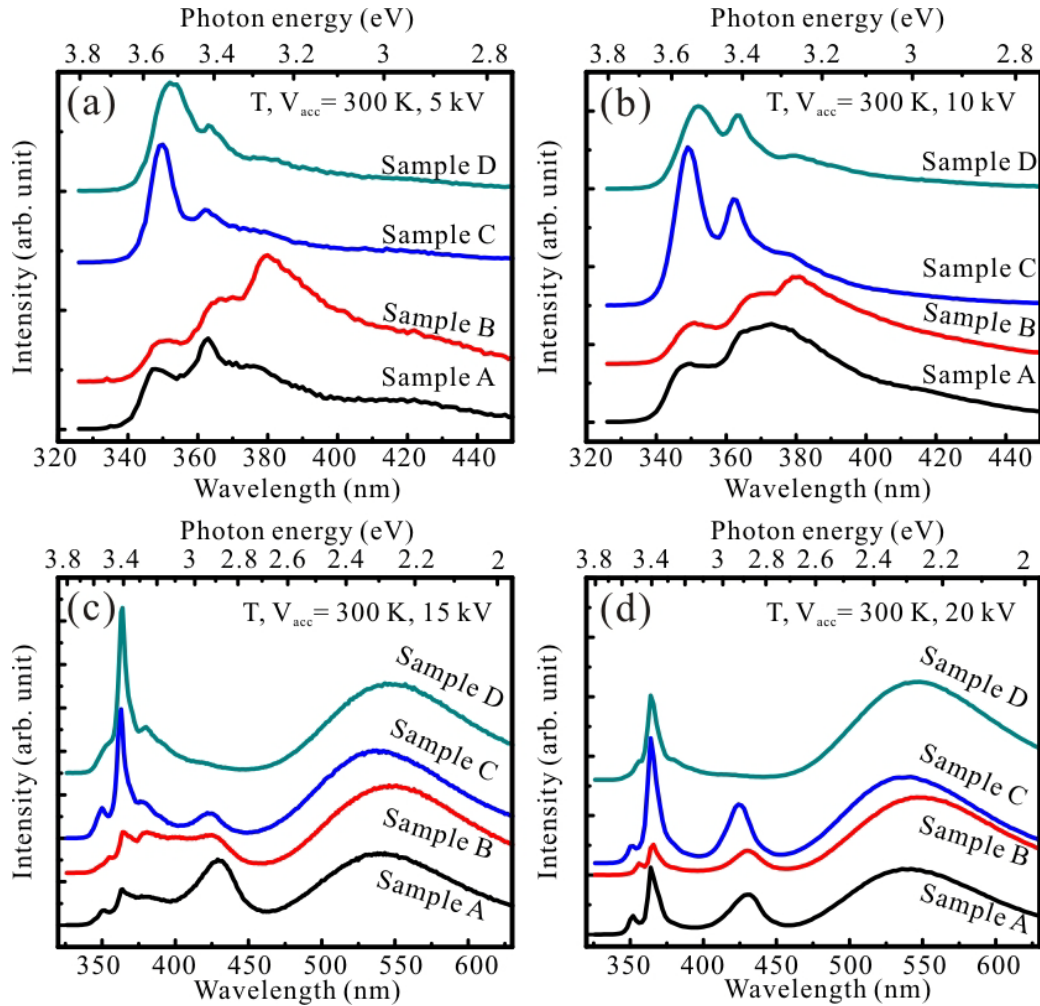 Photon energy (eV)
3.8 3.6 3.4 3.2 3 2.8
(a) T, V_acc = 300 K, 5 kV
Sample D
Sample C
Sample B
Sample A
Intensity (arb. unit)
320 340 360 380 400 420 440
Wavelength (nm)
Photon energy (eV)
3.8 3.6 3.4 3.2 3 2.8
(b) T, V_acc = 300 K, 10 kV
Sample D
Sample C
Sample B
Sample A
Intensity (arb. unit)
320 340 360 380 400 420 440
Wavelength (nm)
Photon energy (eV)
3.8 3.4 3 2.8 2.6 2.4 2.2 2
(c) T, V_acc = 300 K, 15 kV
Sample D
Sample C
Sample B
Sample A
Intensity (arb. unit)
350 400 450 500 550 600
Wavelength (nm)
Photon energy (eV)
3.8 3.4 3 2.8 2.6 2.4 2.2 2
(d) T, V_acc = 300 K, 20 kV
Sample D
Sample C
Sample B
Sample A
Intensity (arb. unit)
350 400 450 500 550 600
Wavelength (nm)